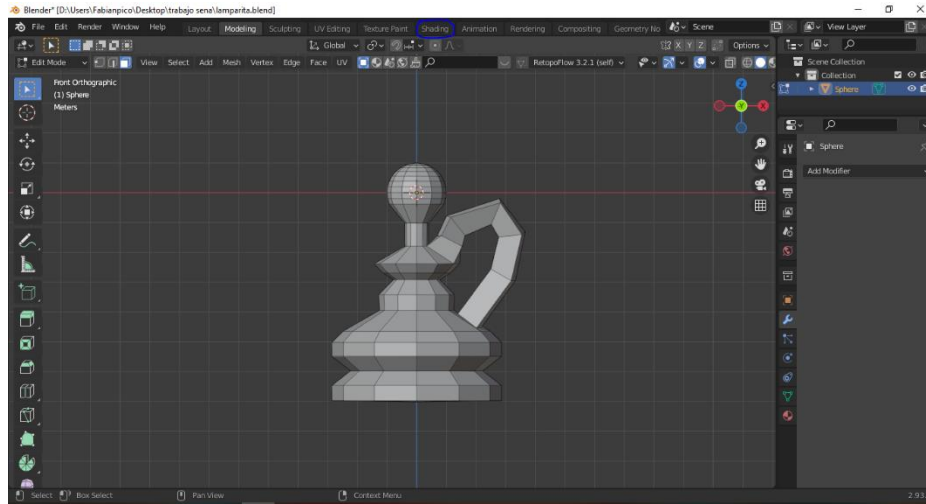 Blender* [D:\Users\Fabianpico\Desktop\trabajo sena\lamparita.blend]
File Edit Render Window Help Layout Modeling Sculpting UV Editing Texture Paint Shading Animation Rendering Compositing Geometry No Scene View Layer
Global X Y Z Options
Edit Mode View Select Add Mesh Vertex Edge Face UV RetopoFlow 3.2.1 (self)
Scene Collection
Collection
Sphere
Front Orthographic
(1) Sphere
Meters
Z
Y
X
Sphere
Add Modifier
Select Box Select Pan View Context Menu 2.93